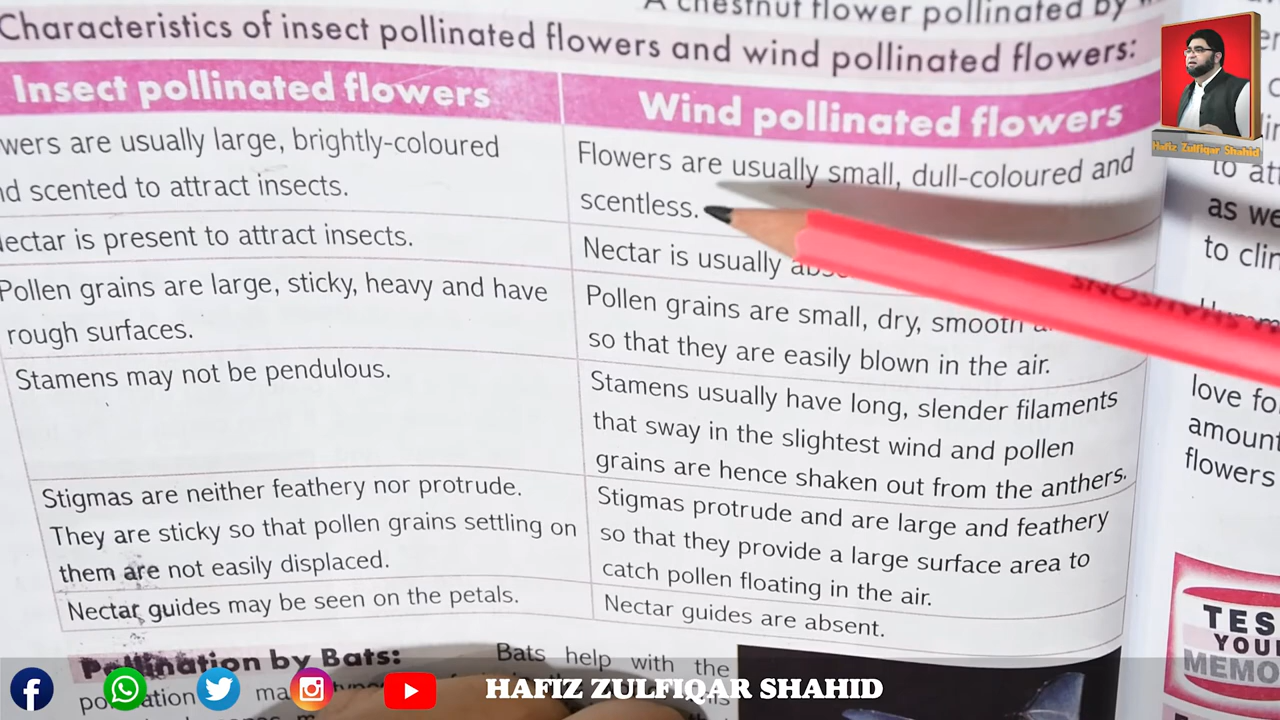 A chestnut flower pollinated by
Characteristics of insect pollinated flowers and wind pollinated flowers:
Insect pollinated flowers
wers are usually large, brightly-coloured
nd scented to attract insects.
ectar is present to attract insects.
Pollen grains are large, sticky, heavy and have
rough surfaces.
Stamens may not be pendulous.
Stigmas are neither feathery nor protrude.
They are sticky so that pollen grains settling on
them are not easily displaced.
Nectar guides may be seen on the petals.
Wind pollinated flowers
Flowers are usually small, dull-coloured and
scentless.
Nectar is usually
Pollen grains are small, dry, smooth
so that they are easily blown in the air.
Stamens usually have long, slender filaments
that sway in the slightest wind and pollen
grains are hence shaken out from the anthers.
Stigmas protrude and are large and feathery
so that they provide a large surface area to
catch pollen floating in the air.
Nectar guides are absent.
Pollination by Bats:
Bats help with the
Hafiz Zulfiqar Shahid
to att
as we
to clin
love fo
amount
flowers
TES
YOU
MEMO
HAFIZ ZULFIQAR SHAHID